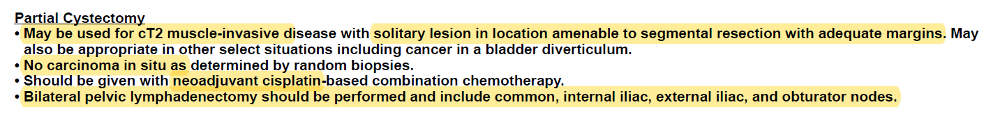 Partial Cystectomy
• May be used for cT2 muscle-invasive disease with solitary lesion in location amenable to segmental resection with adequate margins. May
also be appropriate in other select situations including cancer in a bladder diverticulum.
• No carcinoma in situ as determined by random biopsies.
• Should be given with neoadjuvant cisplatin-based combination chemotherapy.
• Bilateral pelvic lymphadenectomy should be performed and include common, internal iliac, external iliac, and obturator nodes.